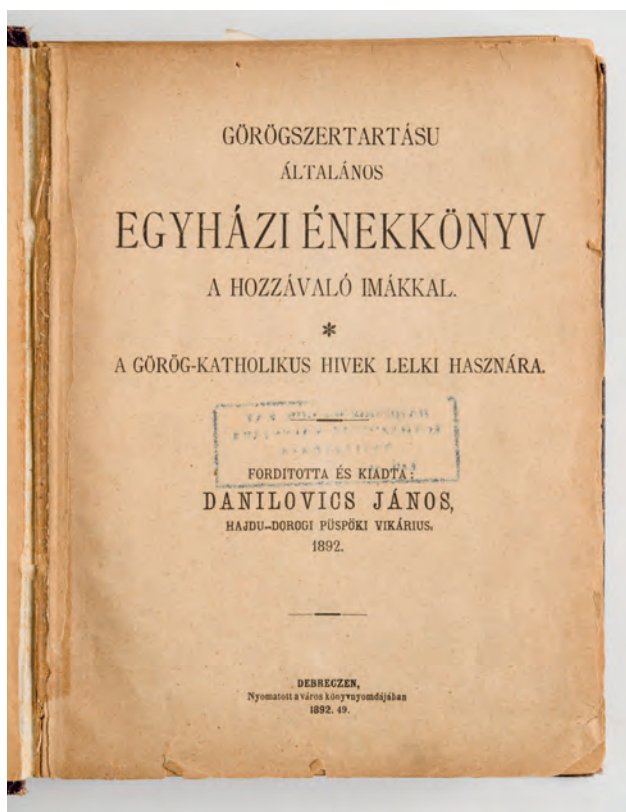 GÖRÖGSZERTARTÁSU
ÁLTALÁNOS
EGYHÁZI ÉNEKKÖNYV
A HOZZÁVALÓ IMÁKKAL.
*
A GÖRÖG-KATHOLIKUS HIVEK LELKI HASZNÁRA.
FORDITOTTA ÉS KIADTA:
DANILOVICS JÁNOS,
HAJDU-DOROGI PÜSPÖKI VIKÁRIUS.
1892.
DEBRECZEN,
Nyomatott a város könyvnyomdájában
1892. 49.